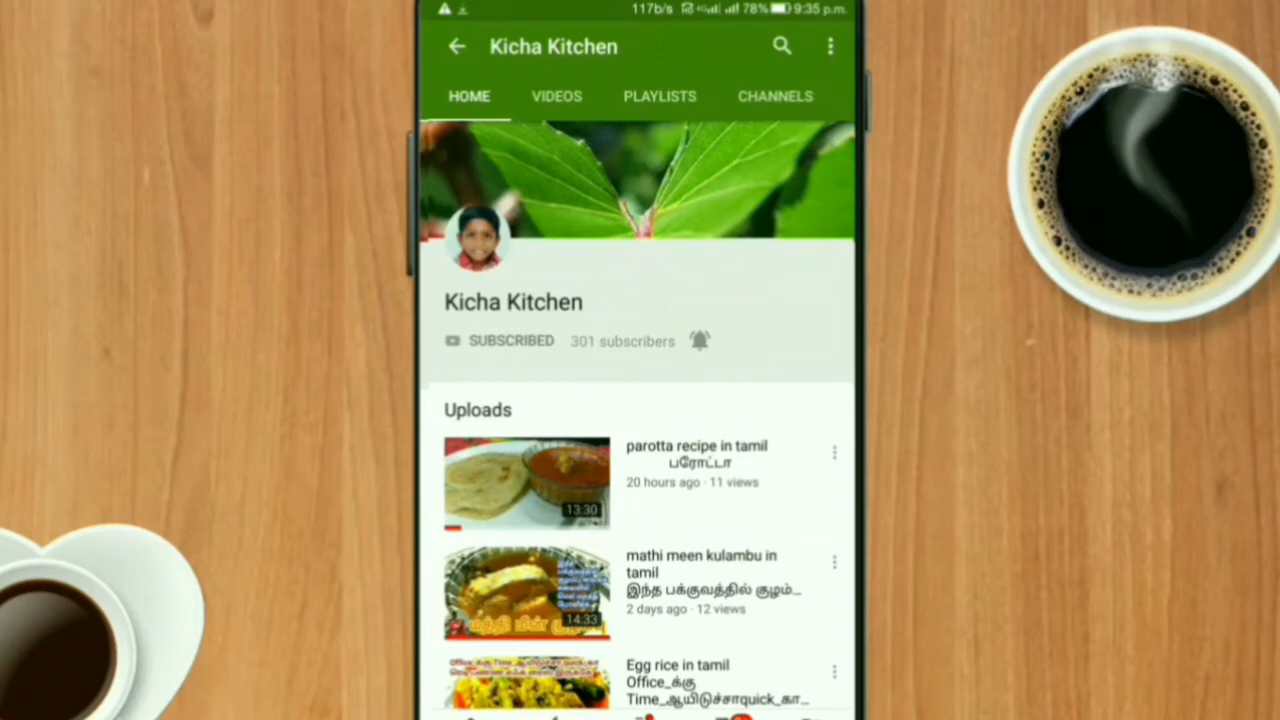 117b/s 4G 78% 9:35 p.m.
Kicha Kitchen
HOME VIDEOS PLAYLISTS CHANNELS
Kicha Kitchen
SUBSCRIBED 301 subscribers
Uploads
parotta recipe in tamil
பரோட்டா
20 hours ago · 11 views
13:30
mathi meen kulambu in
tamil
இந்த பக்குவத்தில் குழம்...
2 days ago · 12 views
14:33
Egg rice in tamil
Office_க்கு
Time_ஆயிடுச்சாquick_கா...